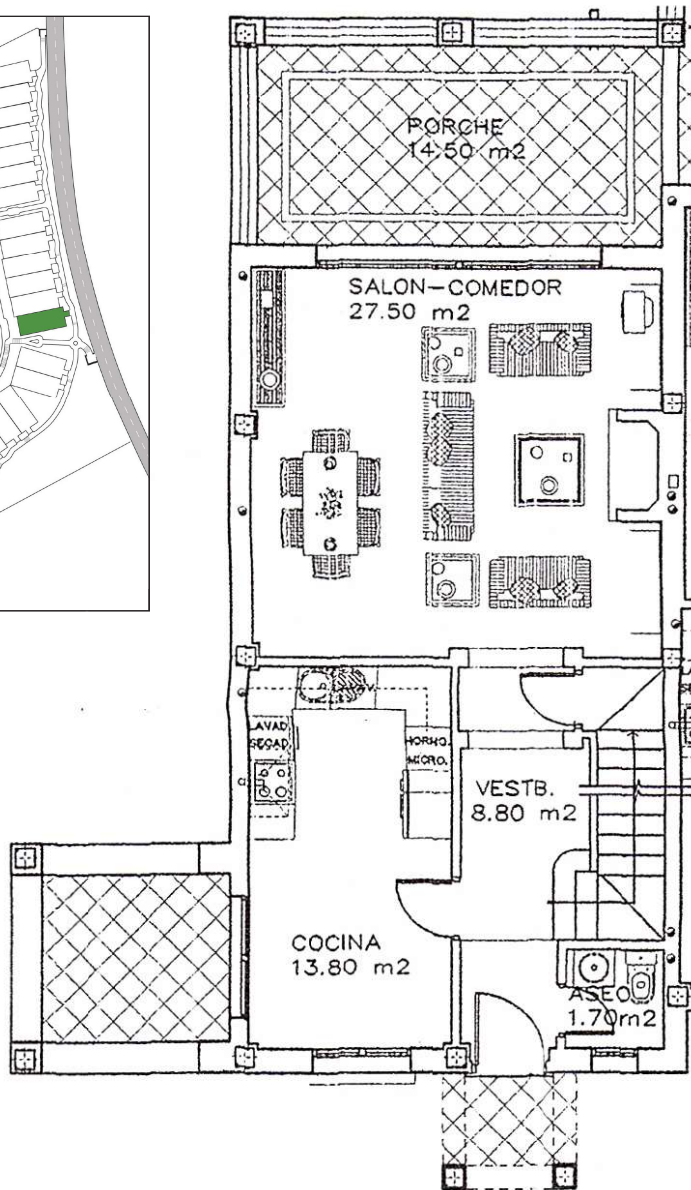 PORCHE
14.50 m2
SALON-COMEDOR
27.50 m2
LAVAD.
SECAD.
HORNO.
MICRO.
VESTB.
8.80 m2
COCINA
13.80 m2
ASEO
1.70m2